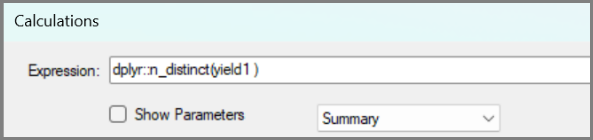 Calculations
Expression: dplyr::n_distinct(yield1 )
Show Parameters Summary